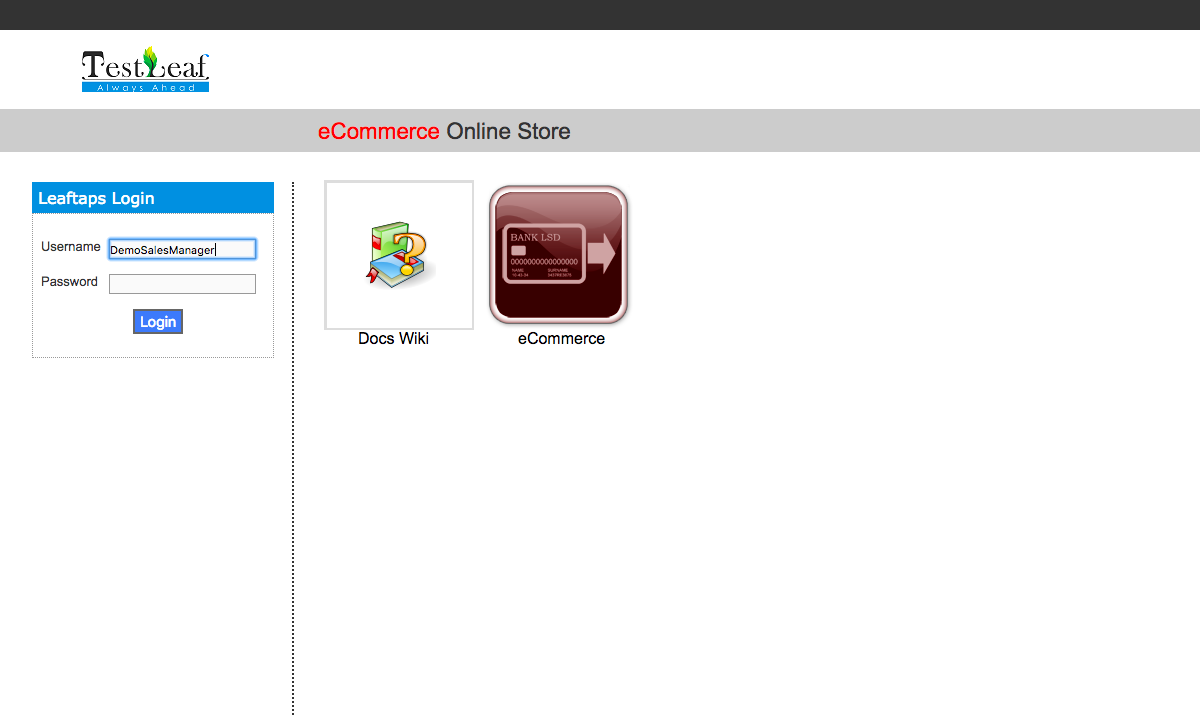 TestLeaf
Always Ahead
eCommerce Online Store
Leaftaps Login
Username DemoSalesManager
Password
Login
BANK LSD
0000000000000000
NAME SURNAME
Docs Wiki
eCommerce